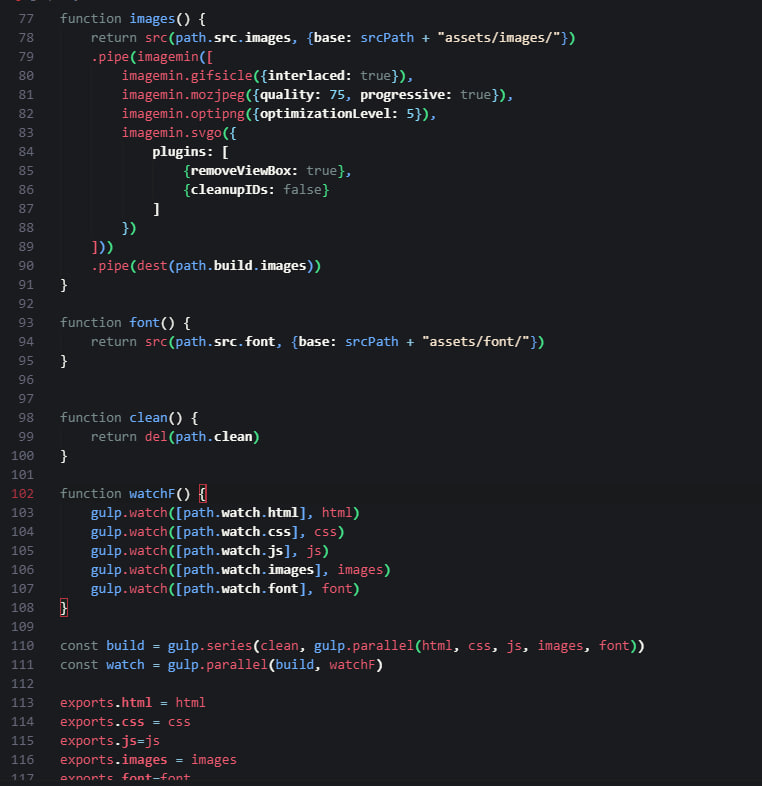 77 function images() {
78     return src(path.src.images, {base: srcPath + "assets/images/"})
79     .pipe(imagemin([
80         imagemin.gifsicle({interlaced: true}),
81         imagemin.mozjpeg({quality: 75, progressive: true}),
82         imagemin.optipng({optimizationLevel: 5}),
83         imagemin.svgo({
84             plugins: [
85                 {removeViewBox: true},
86                 {cleanupIDs: false}
87             ]
88         })
89     ]))
90     .pipe(dest(path.build.images))
91 }
92
93 function font() {
94     return src(path.src.font, {base: srcPath + "assets/font/"})
95 }
96
97
98 function clean() {
99     return del(path.clean)
100 }
101
102 function watchF() {
103     gulp.watch([path.watch.html], html)
104     gulp.watch([path.watch.css], css)
105     gulp.watch([path.watch.js], js)
106     gulp.watch([path.watch.images], images)
107     gulp.watch([path.watch.font], font)
108 }
109
110 const build = gulp.series(clean, gulp.parallel(html, css, js, images, font))
111 const watch = gulp.parallel(build, watchF)
112
113 exports.html = html
114 exports.css = css
115 exports.js=js
116 exports.images = images
117 exports.font=font